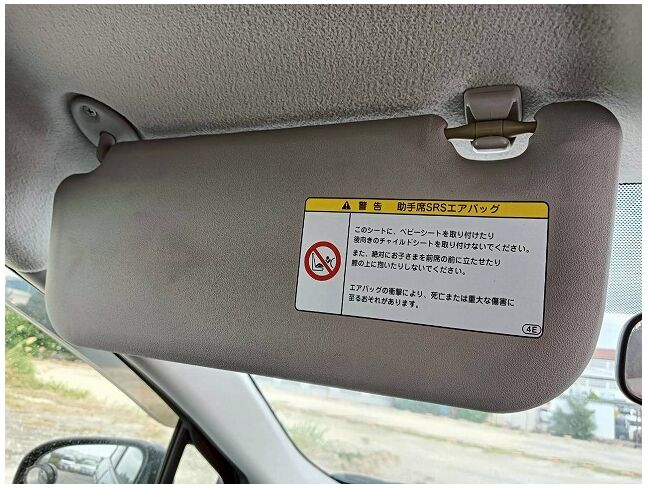 警告 助手席SRSエアバッグ
このシートに、ベビーシートを取り付けたり
後向きのチャイルドシートを取り付けないでください。
また、絶対にお子さまを前席の前に立たせたり
膝の上に抱いたりしないでください。
エアバッグの衝撃により、死亡または重大な傷害に
至るおそれがあります。
4E